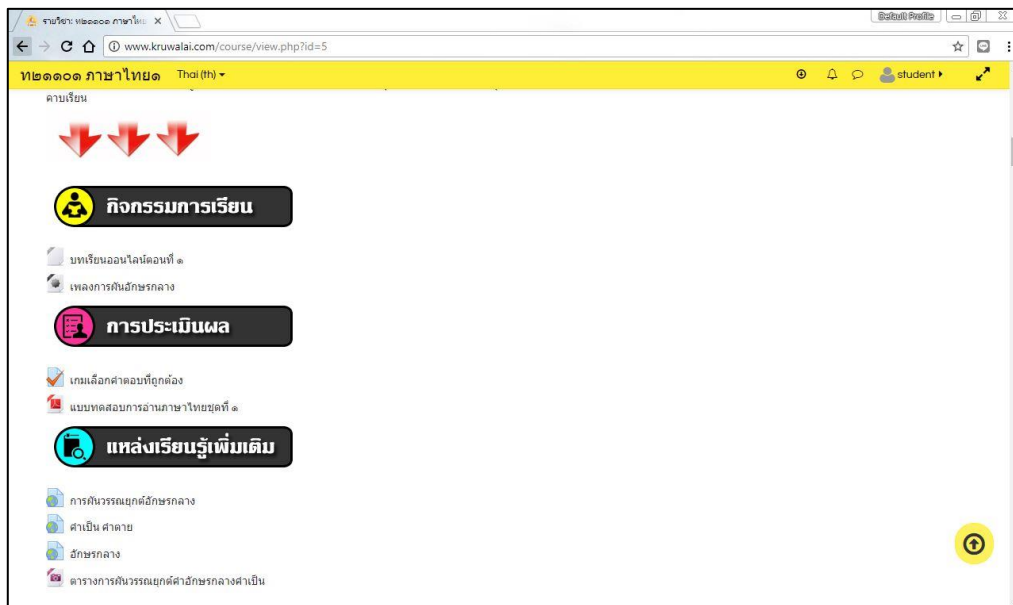 รายวิชา: ท๒๑๑๐๑ ภาษาไทย
Default Profile
www.kruwalai.com/course/view.php?id=5
ท๒๑๑๐๑ ภาษาไทย๑ Thai (th) student
คาบเรียน
กิจกรรมการเรียน
บทเรียนออนไลน์ตอนที่ ๑
เพลงการผันอักษรกลาง
การประเมินผล
เกมเลือกคำตอบที่ถูกต้อง
แบบทดสอบการอ่านภาษาไทยชุดที่ ๑
แหล่งเรียนรู้เพิ่มเติม
การผันวรรณยุกต์อักษรกลาง
คำเป็น คำตาย
อักษรกลาง
ตารางการผันวรรณยุกต์คำอักษรกลางคำเป็น